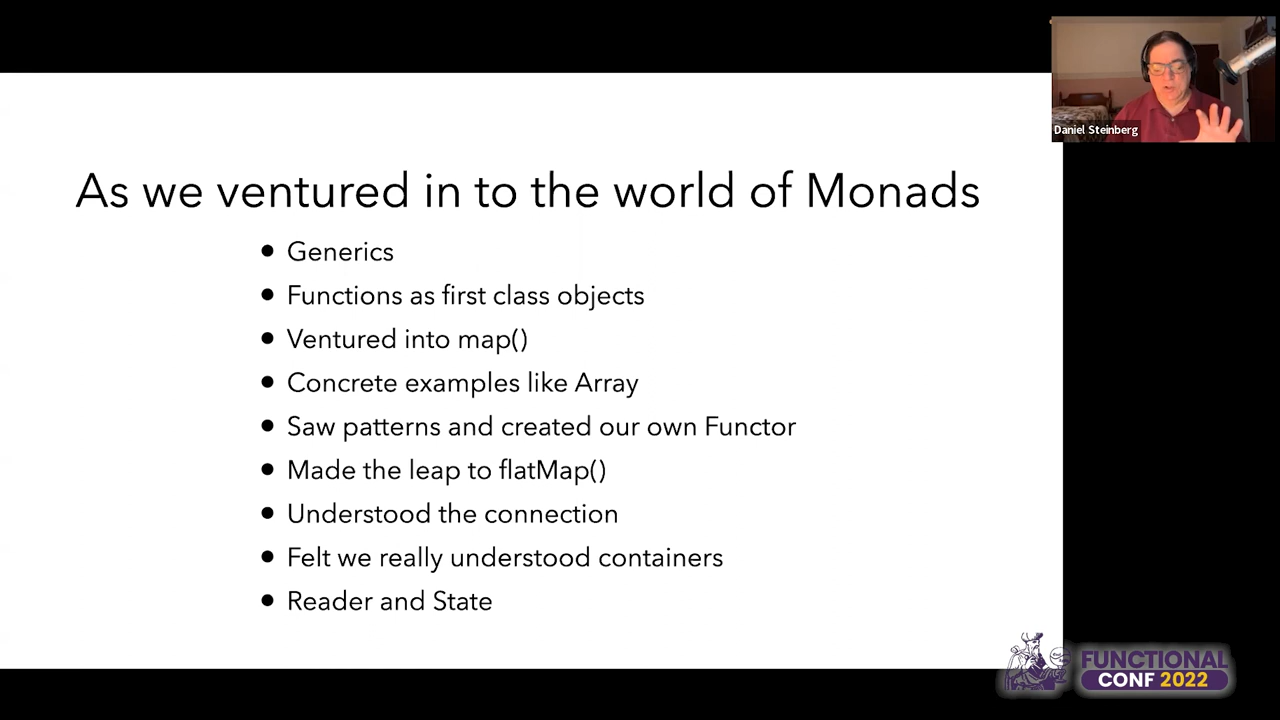 Daniel Steinberg
As we ventured in to the world of Monads
• Generics
• Functions as first class objects
• Ventured into map()
• Concrete examples like Array
• Saw patterns and created our own Functor
• Made the leap to flatMap()
• Understood the connection
• Felt we really understood containers
• Reader and State
FUNCTIONAL
CONF 2022